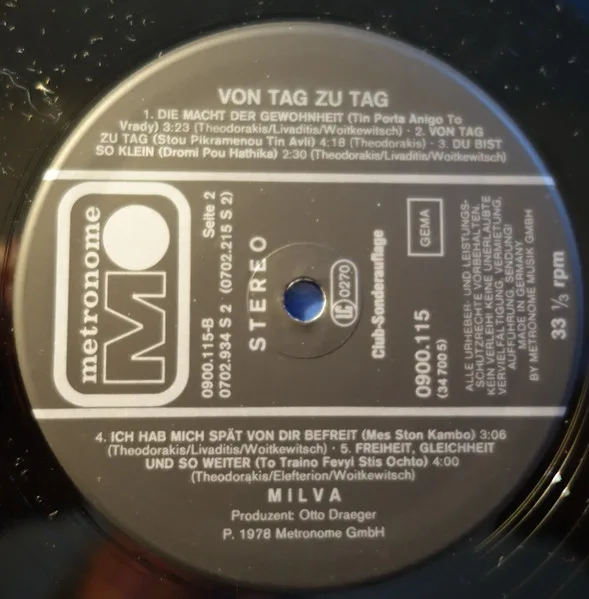 VON TAG ZU TAG
1. DIE MACHT DER GEWOHNHEIT (Tin Porta Anigo To
Vrady) 3:23 (Theodorakis/Livaditis/Woitkewitsch) · 2. VON TAG
ZU TAG (Stou Pikramenou Tin Avli) 4:18 (Theodorakis) · 3. DU BIST
SO KLEIN (Dromi Pou Hathika) 2:30 (Theodorakis/Livaditis/Woitkewitsch)
metronome
M
0900.115-B Seite 2
0702.934 S 2 (0702.215 S 2)
STEREO
LC 0270
Club-Sonderauflage
GEMA
0900.115
(34 700 5)
ALLE URHEBER- UND LEISTUNGS-
SCHUTZRECHTE VORBEHALTEN.
KEIN VERLEIH! KEINE UNERLAUBTE
VERVIELFÄLTIGUNG, VERMIETUNG,
AUFFÜHRUNG, SENDUNG!
MADE IN GERMANY
BY METRONOME MUSIK GMBH
33 ⅓ rpm
4. ICH HAB MICH SPÄT VON DIR BEFREIT (Mes Ston Kambo) 3:06
(Theodorakis/Livaditis/Woitkewitsch) · 5. FREIHEIT, GLEICHHEIT
UND SO WEITER (To Traino Fevyi Stis Ochto) 4:00
(Theodorakis/Elefterion/Woitkewitsch)
MILVA
Produzent: Otto Draeger
P. 1978 Metronome GmbH